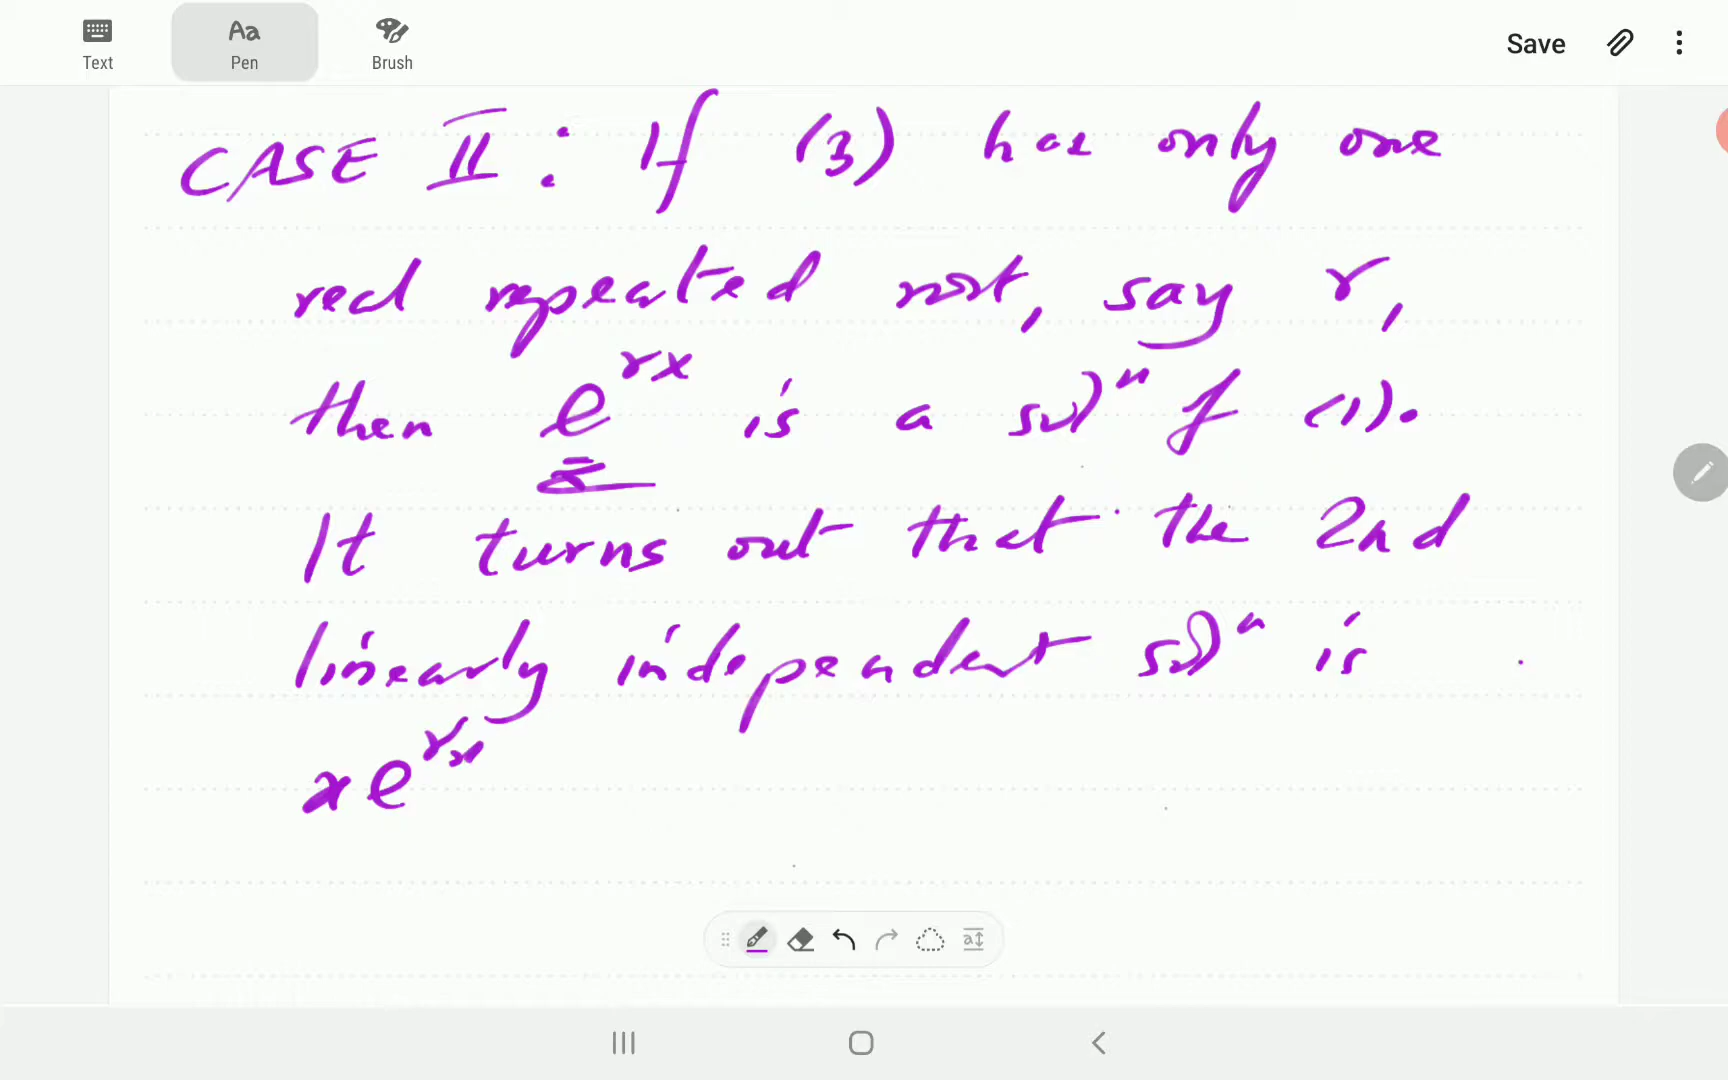 Text
Aa
Pen
Brush
Save
CASE II : If (3) has only one
real repeated root, say r,
then e^{rx} is a sol^n of (1).
It turns out that the 2nd
linearly independent sol^n is
x e^{rx}